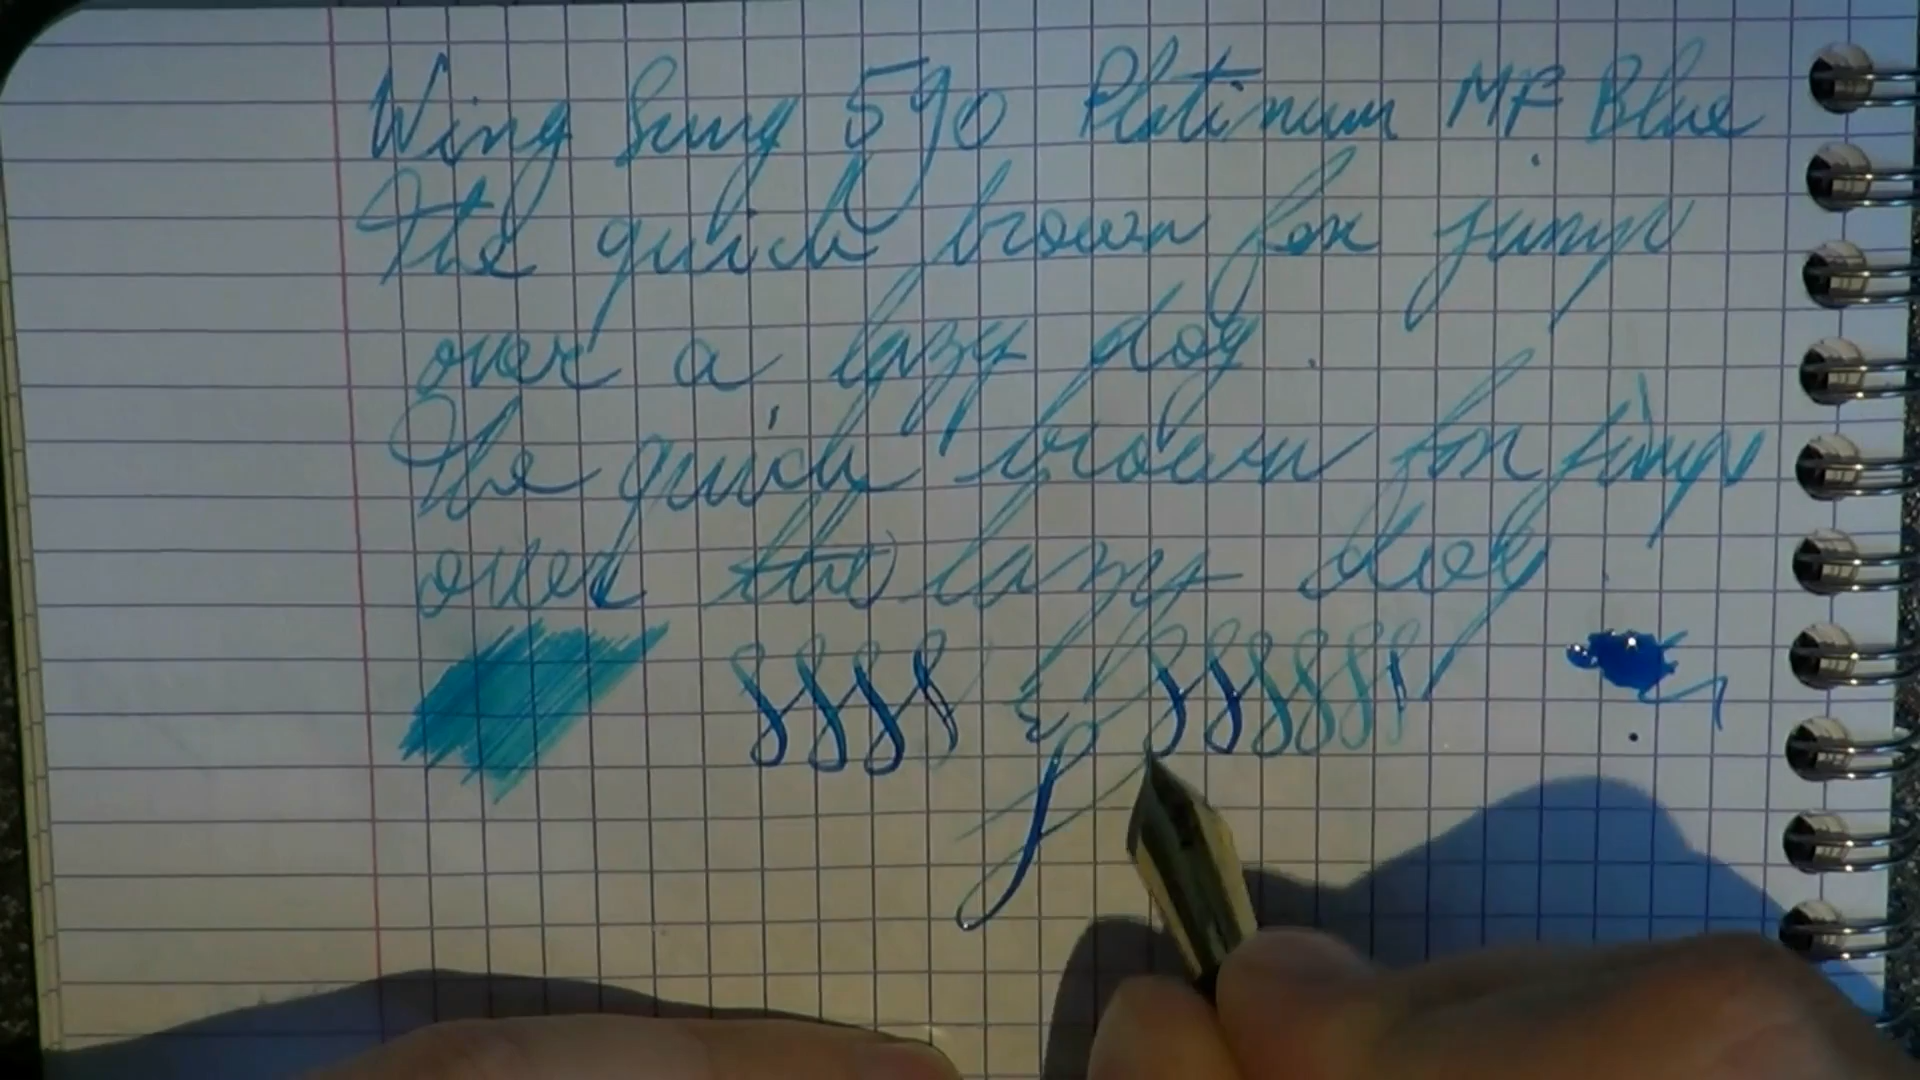 Wing Sung 590 Platinum MF Blue
The quick brown fox jump
over a lazy dog.
The quick brown fox jumps
over the lazy dog.